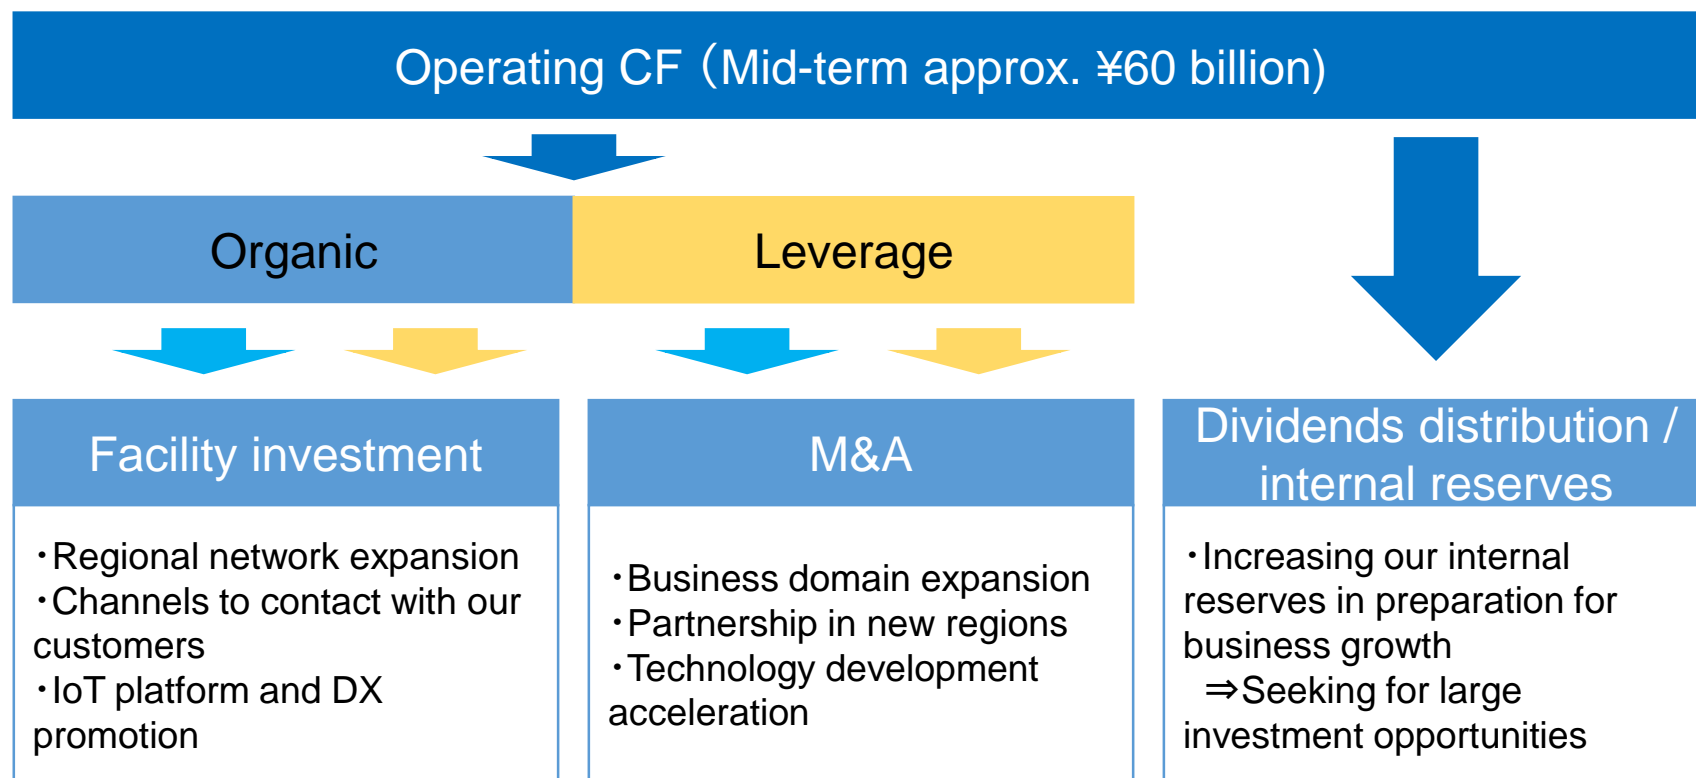 Operating CF（Mid-term approx. ¥60 billion)
Organic
Leverage
Facility investment
・Regional network expansion
・Channels to contact with our
customers
・IoT platform and DX
promotion
M&A
・Business domain expansion
・Partnership in new regions
・Technology development
acceleration
Dividends distribution /
internal reserves
・Increasing our internal
reserves in preparation for
business growth
⇒Seeking for large
investment opportunities